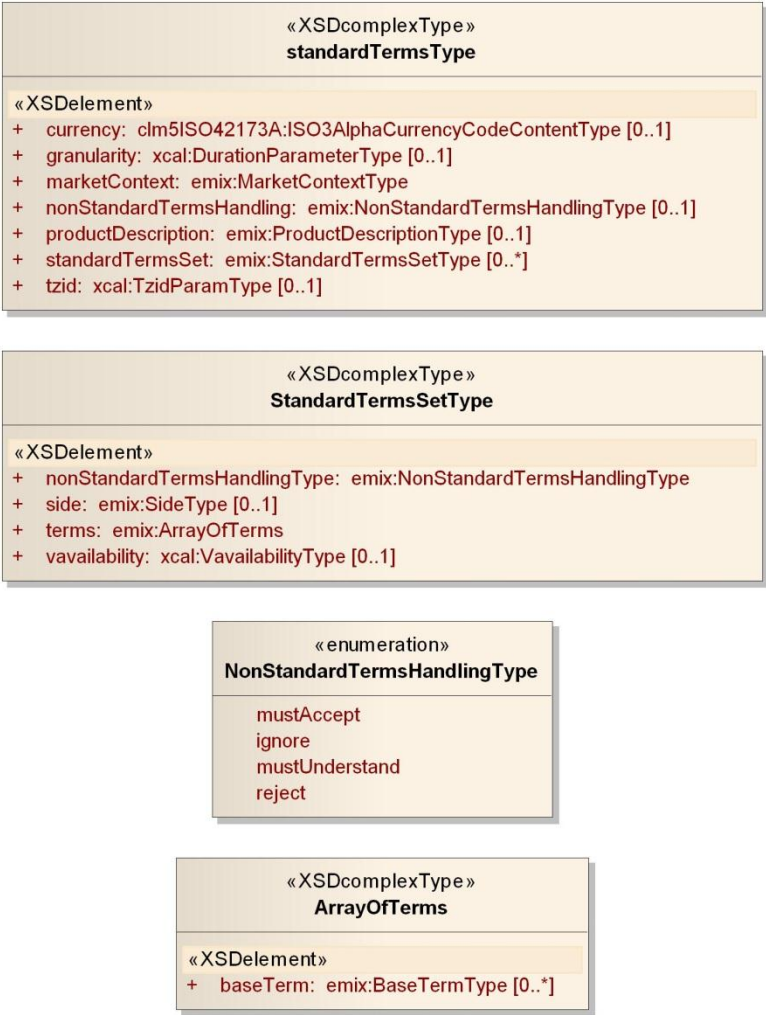 «XSDcomplexType»
standardTermsType
«XSDelement»
+ currency: clm5ISO42173A:ISO3AlphaCurrencyCodeContentType [0..1]
+ granularity: xcal:DurationParameterType [0..1]
+ marketContext: emix:MarketContextType
+ nonStandardTermsHandling: emix:NonStandardTermsHandlingType [0..1]
+ productDescription: emix:ProductDescriptionType [0..1]
+ standardTermsSet: emix:StandardTermsSetType [0..*]
+ tzid: xcal:TzidParamType [0..1]
«XSDcomplexType»
StandardTermsSetType
«XSDelement»
+ nonStandardTermsHandlingType: emix:NonStandardTermsHandlingType
+ side: emix:SideType [0..1]
+ terms: emix:ArrayOfTerms
+ vavailability: xcal:VavailabilityType [0..1]
«enumeration»
NonStandardTermsHandlingType
mustAccept
ignore
mustUnderstand
reject
«XSDcomplexType»
ArrayOfTerms
«XSDelement»
+ baseTerm: emix:BaseTermType [0..*]